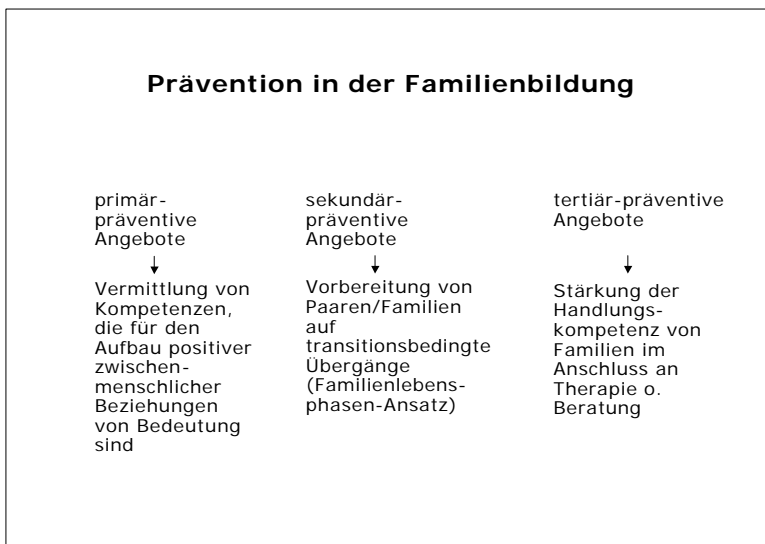 Prävention in der Familienbildung
primär-
präventive
Angebote
Vermittlung von
Kompetenzen,
die für den
Aufbau positiver
zwischen-
menschlicher
Beziehungen
von Bedeutung
sind
sekundär-
präventive
Angebote
Vorbereitung von
Paaren/Familien
auf
transitionsbedingte
Übergänge
(Familienlebens-
phasen-Ansatz)
tertiär-präventive
Angebote
Stärkung der
Handlungs-
kompetenz von
Familien im
Anschluss an
Therapie o.
Beratung